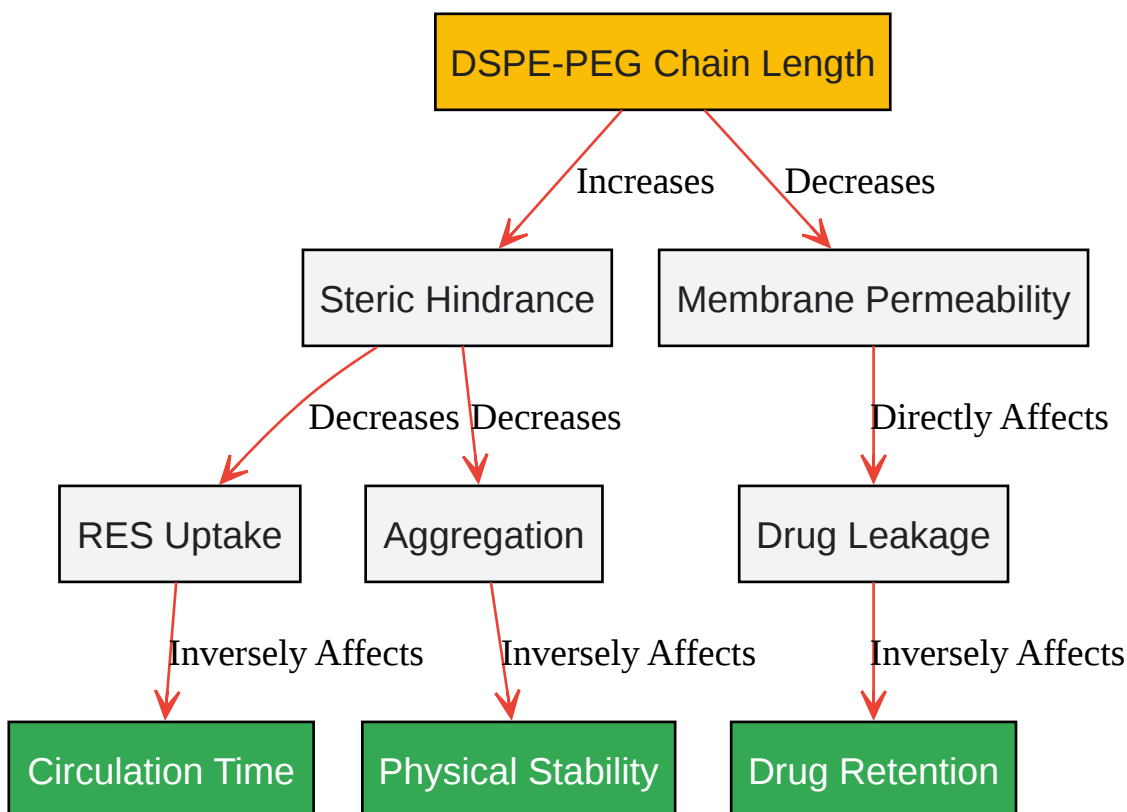 DSPE-PEG Chain Length
Increases
Decreases
Steric Hindrance
Membrane Permeability
Decreases
Decreases
Directly Affects
RES Uptake
Aggregation
Drug Leakage
Inversely Affects
Inversely Affects
Inversely Affects
Circulation Time
Physical Stability
Drug Retention